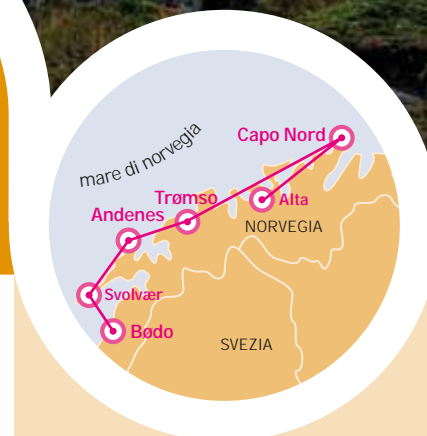 Capo Nord
mare di norvegia
Trømso
Alta
Andenes
NORVEGIA
Svolvær
Bødo
SVEZIA